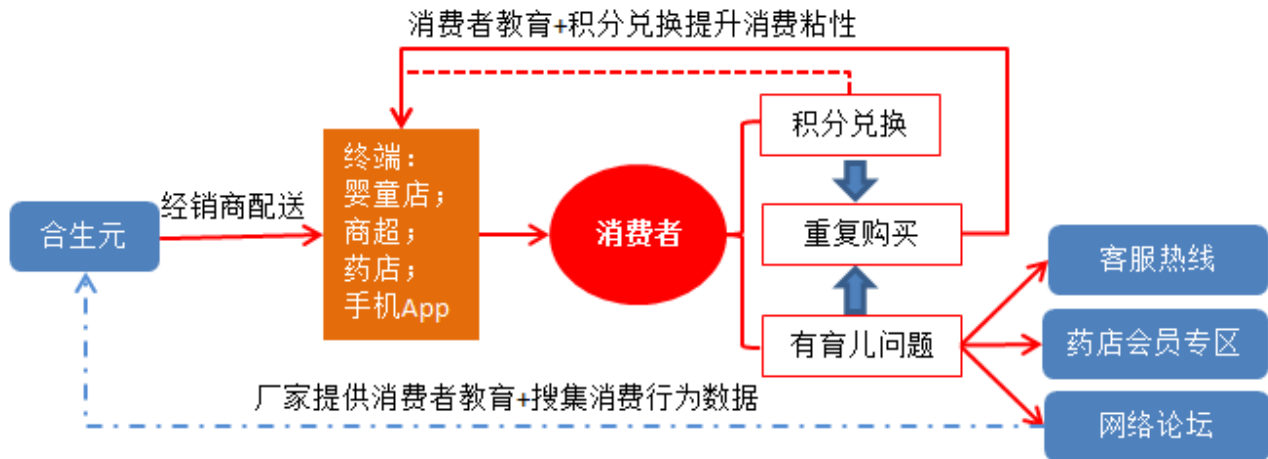 消费者教育+积分兑换提升消费粘性
积分兑换
终端：
婴童店；
商超；
药店；
手机App
经销商配送
合生元
消费者
重复购买
客服热线
有育儿问题
药店会员专区
厂家提供消费者教育+搜集消费行为数据
网络论坛